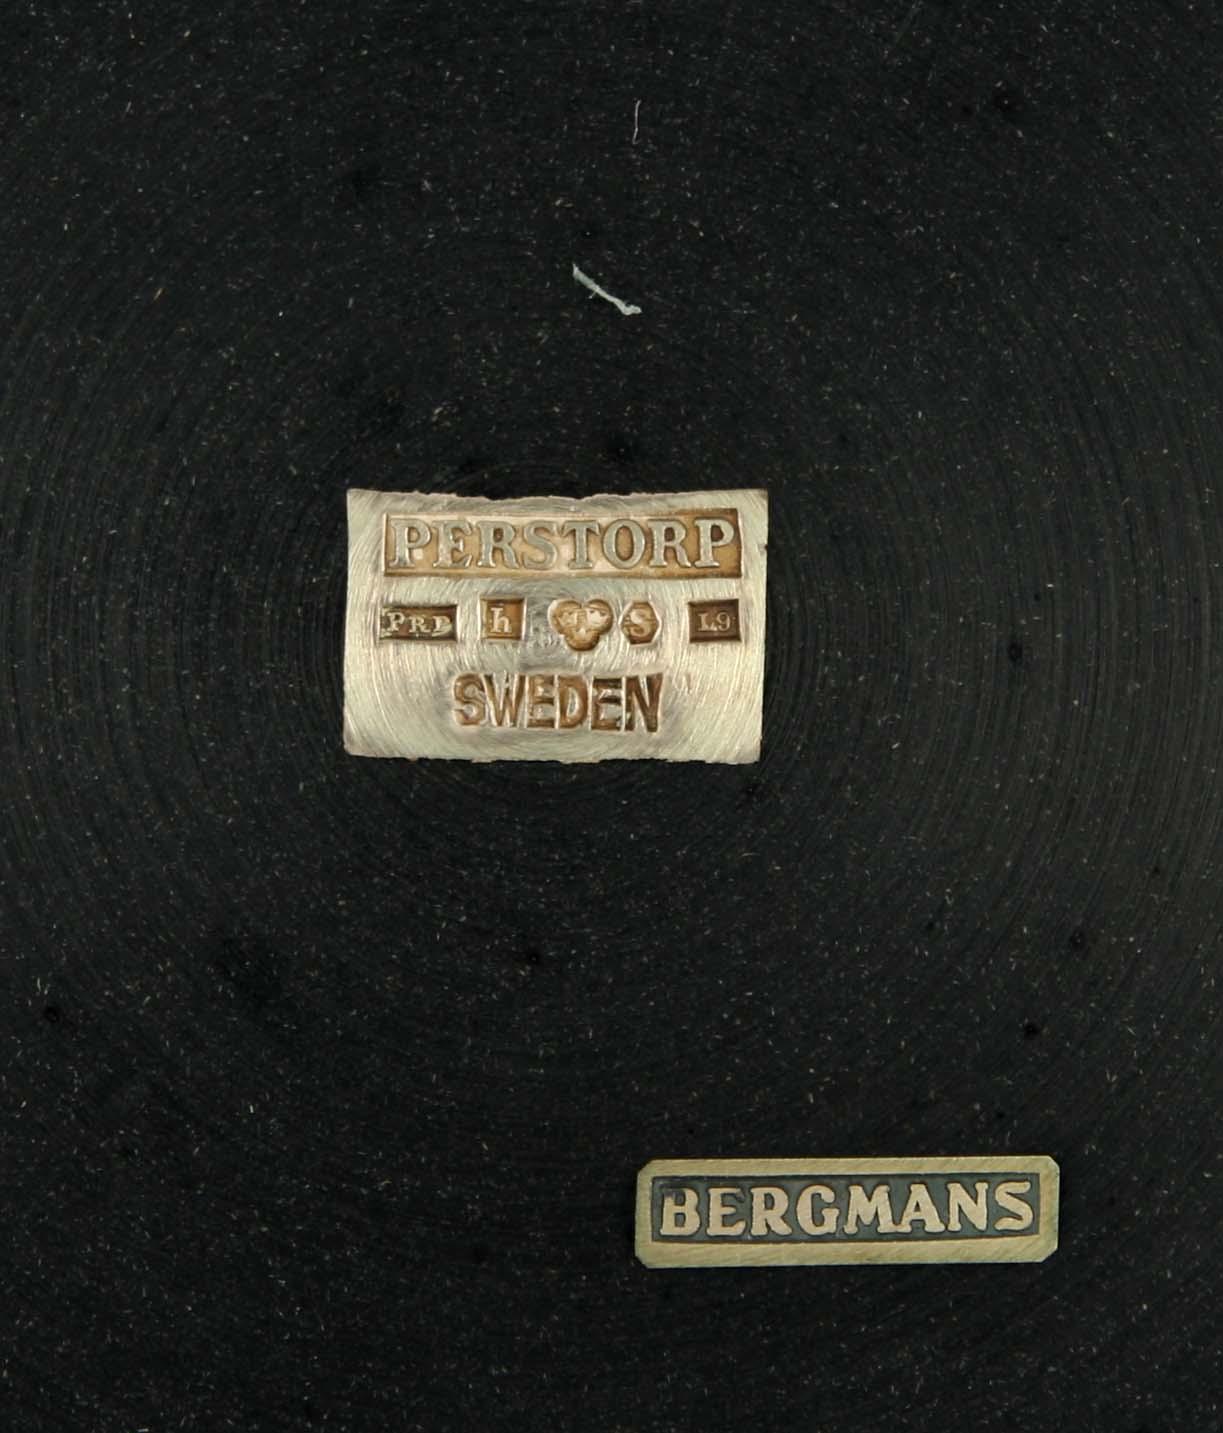 PERSTORP
PRD h S L9
SWEDEN
BERGMANS